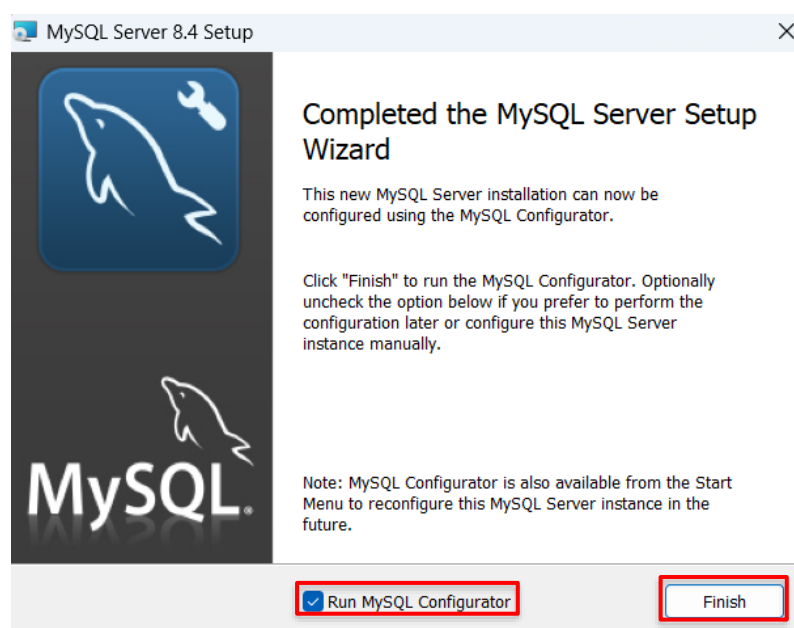 MySQL Server 8.4 Setup
Completed the MySQL Server Setup
Wizard
This new MySQL Server installation can now be
configured using the MySQL Configurator.
Click "Finish" to run the MySQL Configurator. Optionally
uncheck the option below if you prefer to perform the
configuration later or configure this MySQL Server
instance manually.
MySQL®
Note: MySQL Configurator is also available from the Start
Menu to reconfigure this MySQL Server instance in the
future.
Run MySQL Configurator
Finish